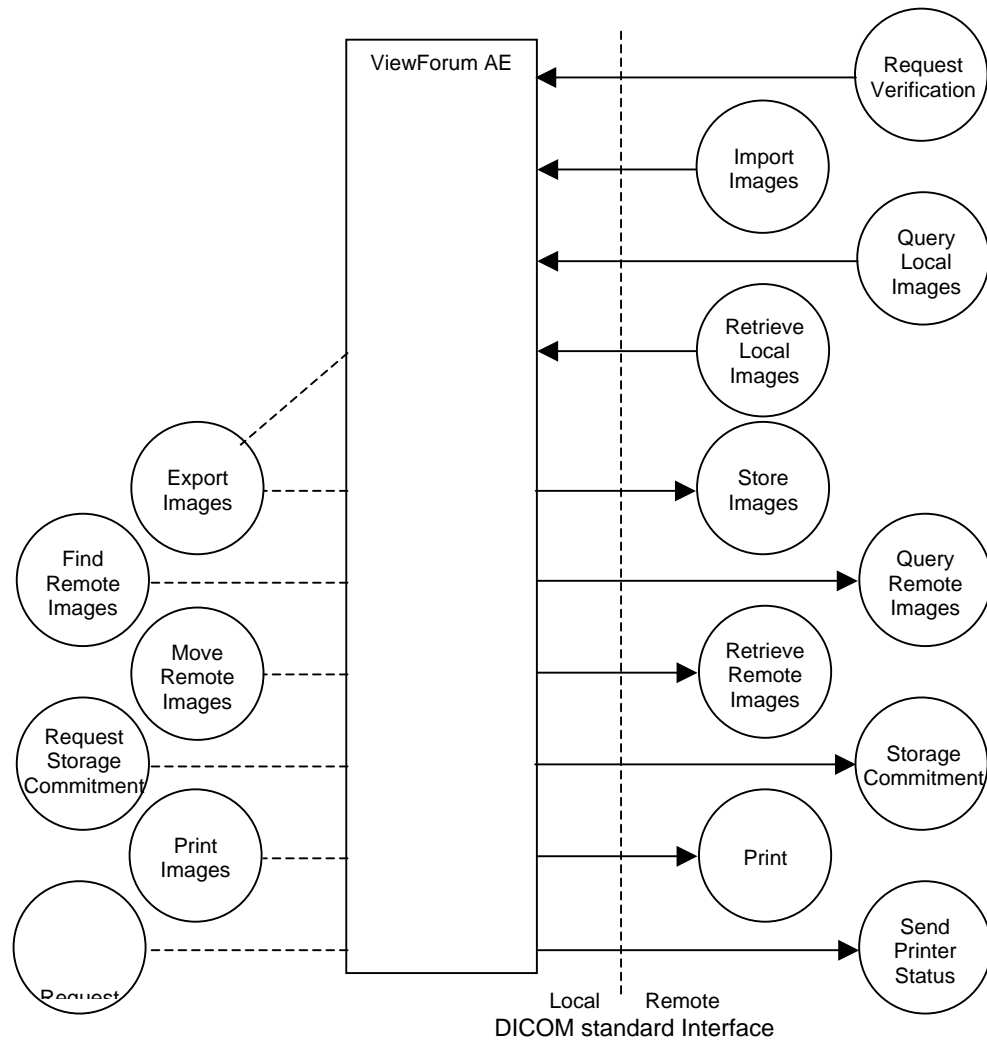 ViewForum AE
Request
Verification
Import
Images
Query
Local
Images
Retrieve
Local
Images
Export
Images
Store
Images
Find
Remote
Images
Query
Remote
Images
Move
Remote
Images
Retrieve
Remote
Images
Request
Storage
Commitment
Storage
Commitment
Print
Images
Print
Request
Send
Printer
Status
Local
Remote
DICOM standard Interface